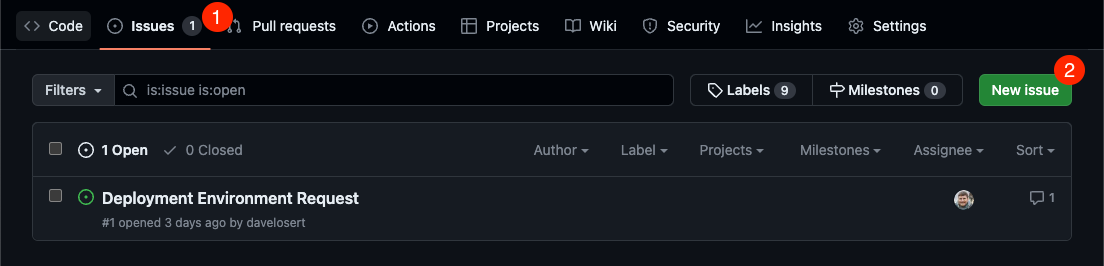 Code Issues 1 1 Pull requests Actions Projects Wiki Security Insights Settings
2
Filters is:issue is:open Labels 9 Milestones 0 New issue
1 Open 0 Closed Author Label Projects Milestones Assignee Sort
Deployment Environment Request 1
#1 opened 3 days ago by davelosert